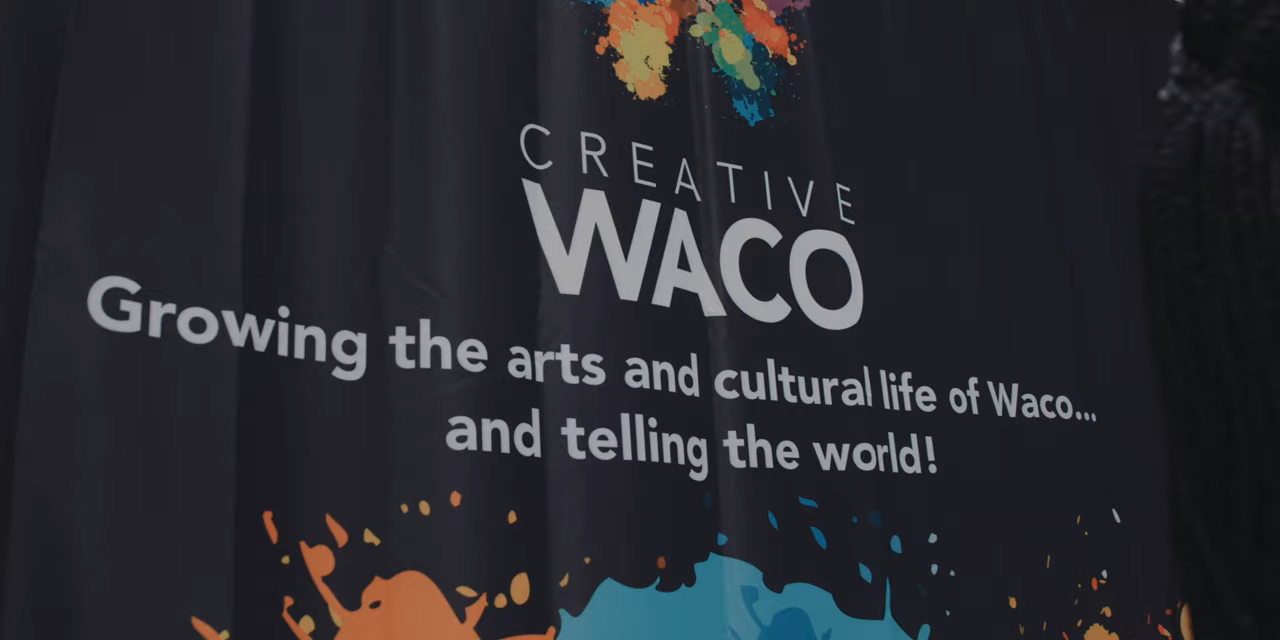 CREATIVE
WACO
Growing the arts and cultural life of Waco...
and telling the world!